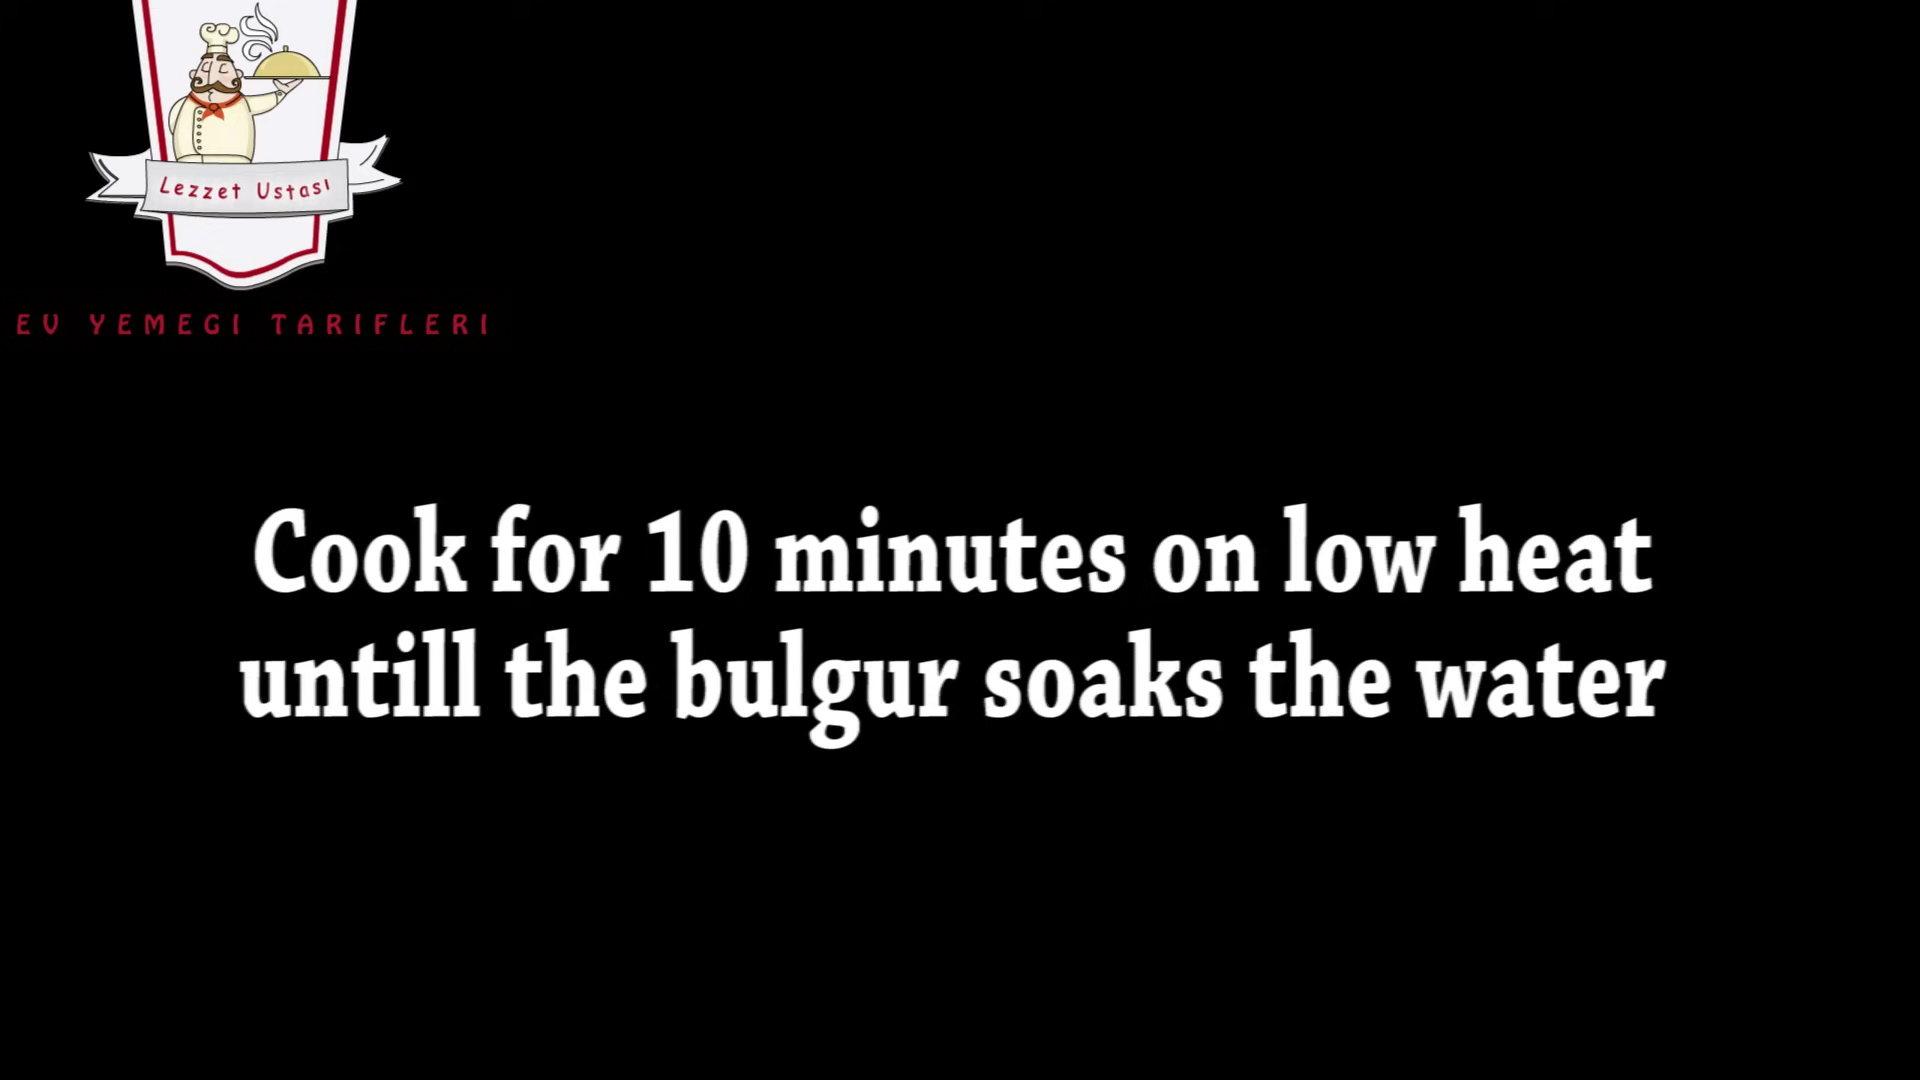 Lezzet Ustası
EV YEMEGI TARIFLERI
Cook for 10 minutes on low heat
untill the bulgur soaks the water